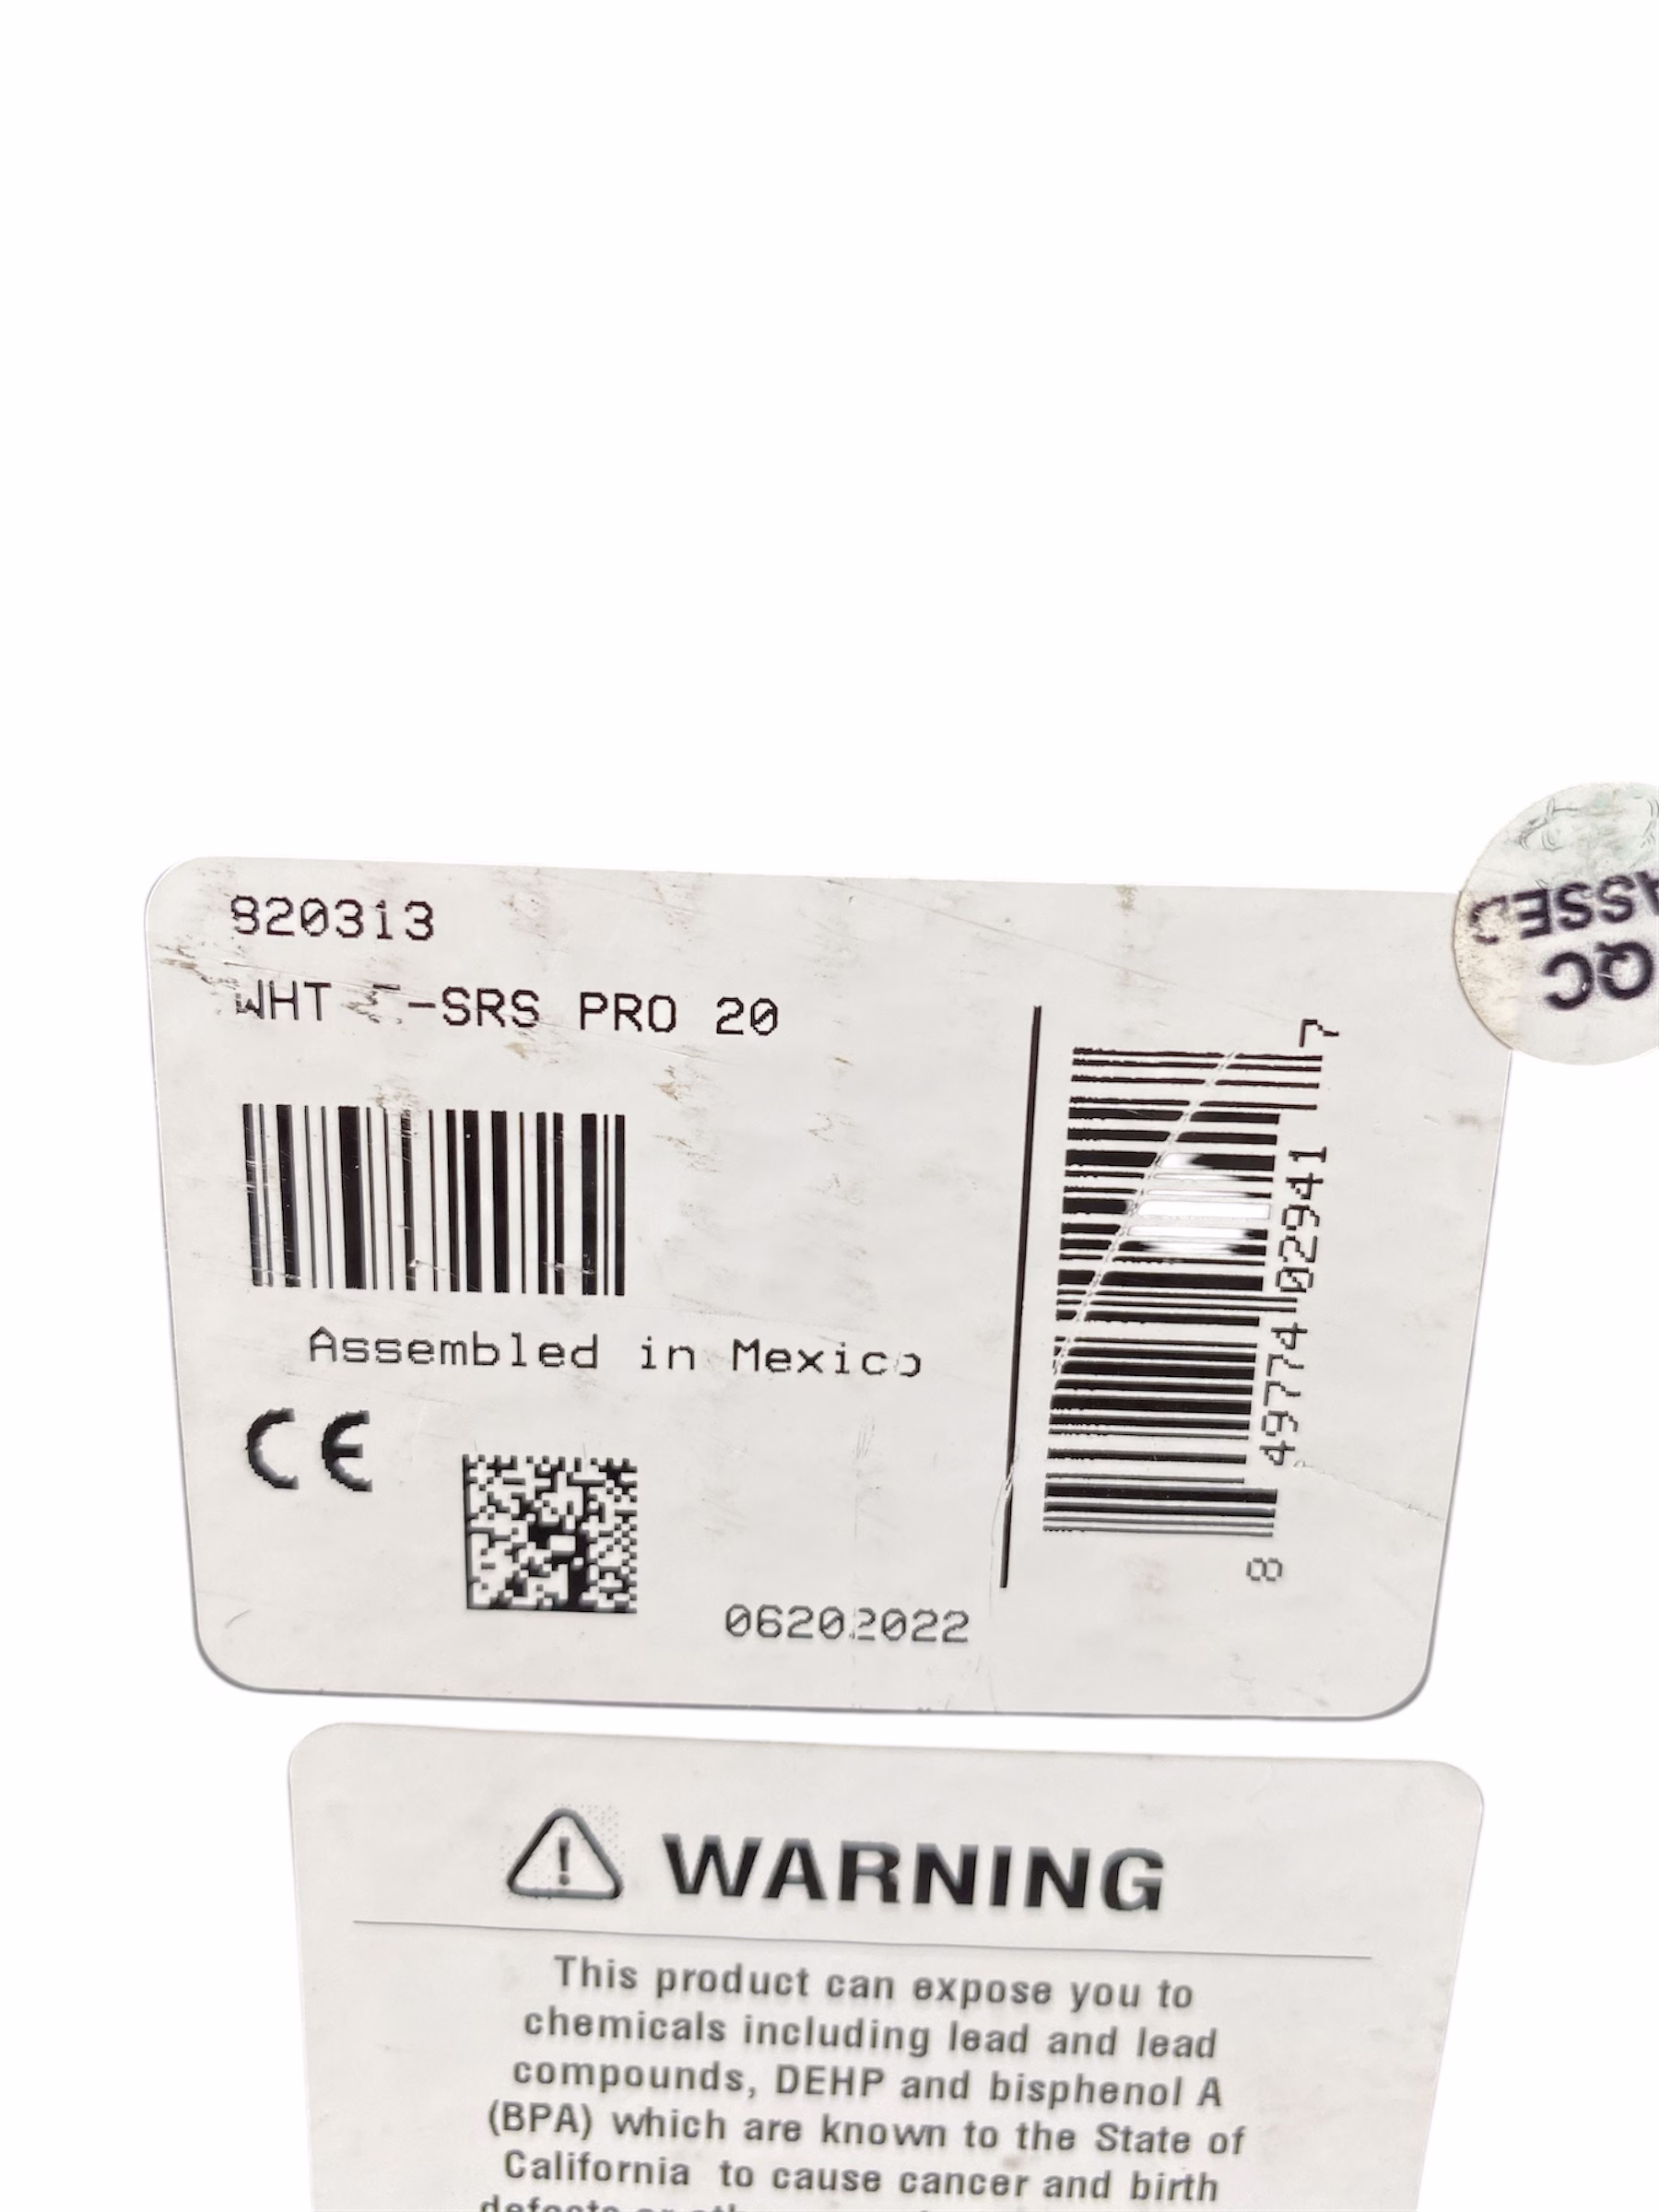 820313
WHT -SRS PRO 20
Assembled in Mexico
CE
06202022
8 49774 02941 7
QC
WARNING
This product can expose you to
chemicals including lead and lead
compounds, DEHP and bisphenol A
(BPA) which are known to the State of
California to cause cancer and birth